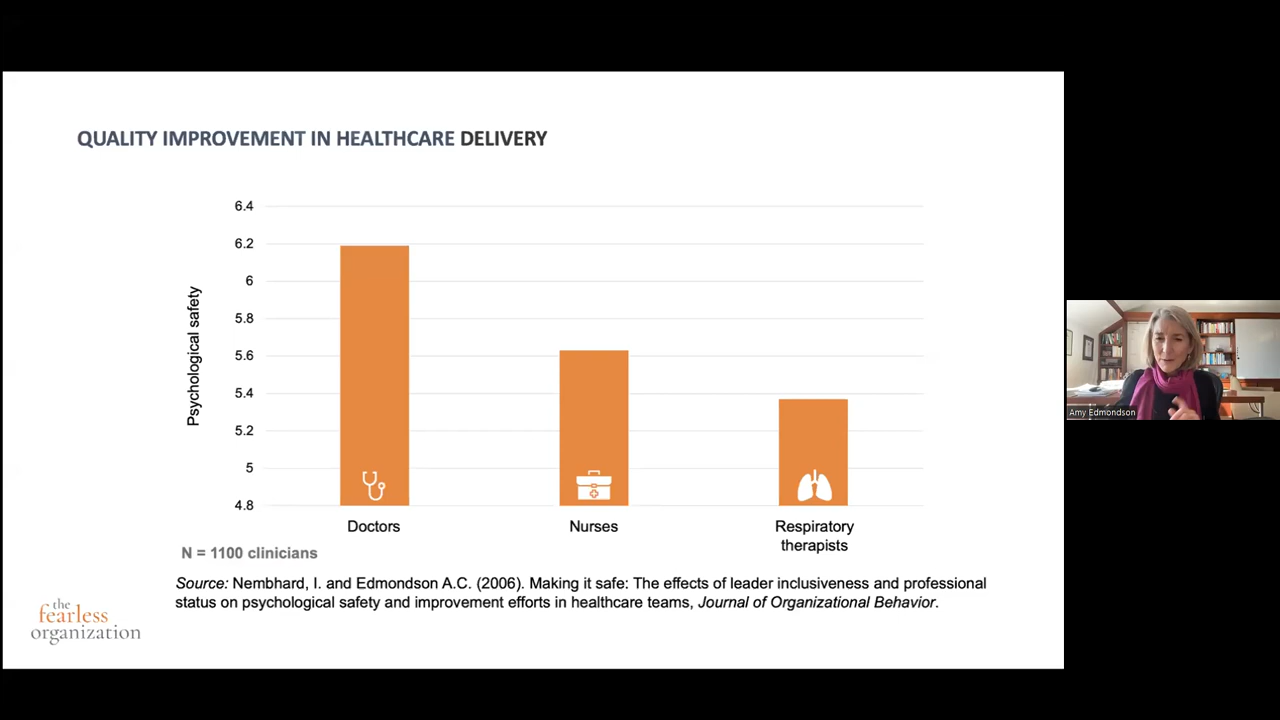 QUALITY IMPROVEMENT IN HEALTHCARE DELIVERY
6.4
6.2
6
5.8
5.6
5.4
5.2
5
4.8
Psychological safety
Doctors
Nurses
Respiratory
therapists
N = 1100 clinicians
Source: Nembhard, I. and Edmondson A.C. (2006). Making it safe: The effects of leader inclusiveness and professional
status on psychological safety and improvement efforts in healthcare teams, Journal of Organizational Behavior.
the
fearless
organization
Amy Edmondson